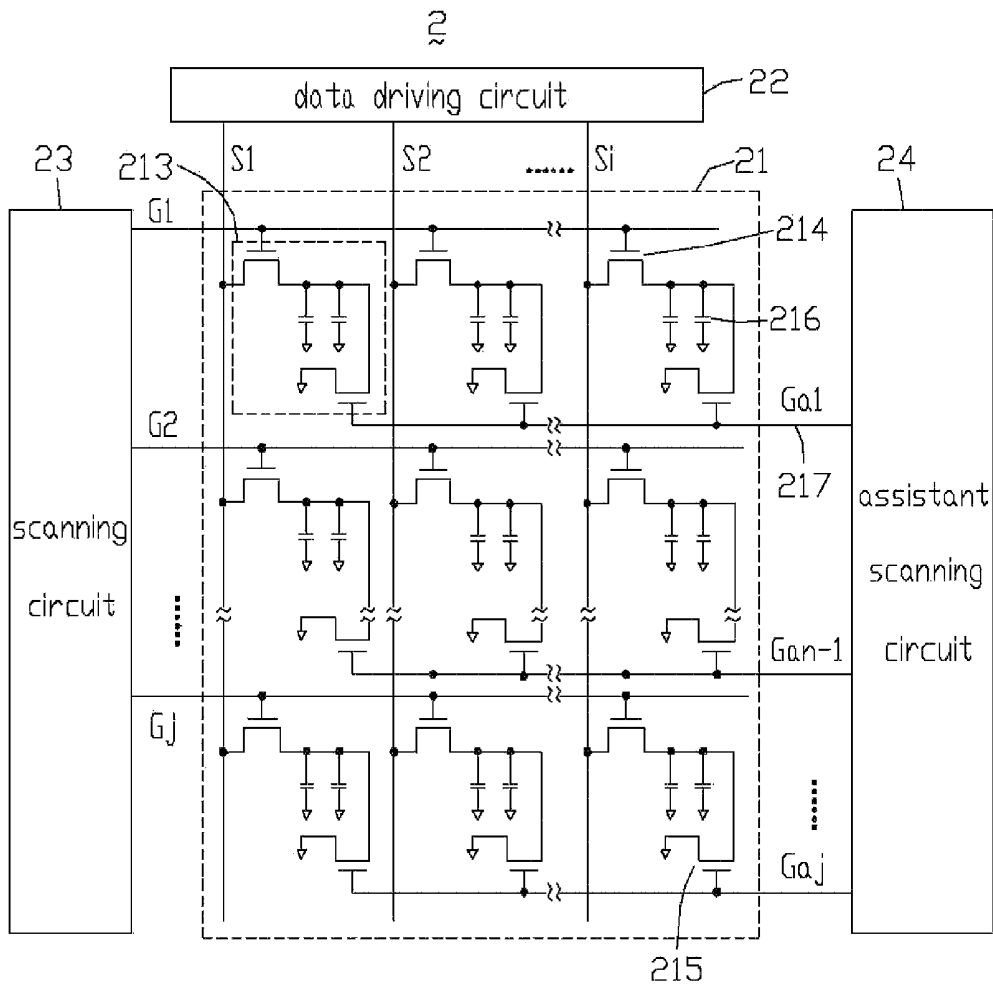 2
data driving circuit
22
23
213
S1
S2
......
Si
21
24
G1
214
216
Ga1
G2
217
scanning
circuit
......
assistant
scanning
circuit
Gan-1
Gj
......
Gaj
215